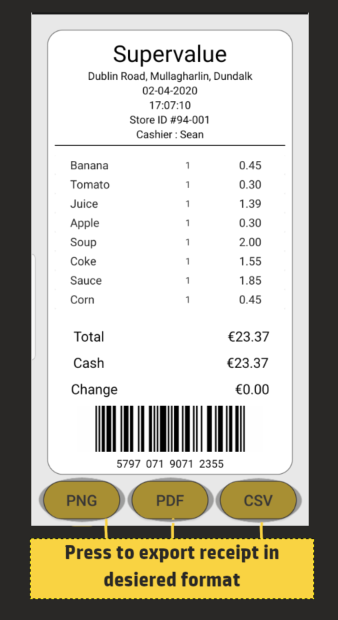 Supervalue
Dublin Road, Mullagharlin, Dundalk
02-04-2020
17:07:10
Store ID #94-001
Cashier : Sean
Banana 1 0.45
Tomato 1 0.30
Juice 1 1.39
Apple 1 0.30
Soup 1 2.00
Coke 1 1.55
Sauce 1 1.85
Corn 1 0.45
Total €23.37
Cash €23.37
Change €0.00
5797 071 9071 2355
PNG PDF CSV
Press to export receipt in
desiered format